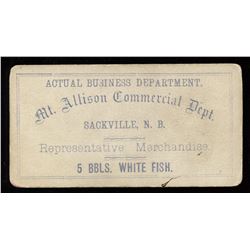 ACTUAL BUSINESS DEPARTMENT.
Mt. Allison Commercial Dept.
SACKVILLE, N. B.
Representative Merchandise.
5 BBLS. WHITE FISH.